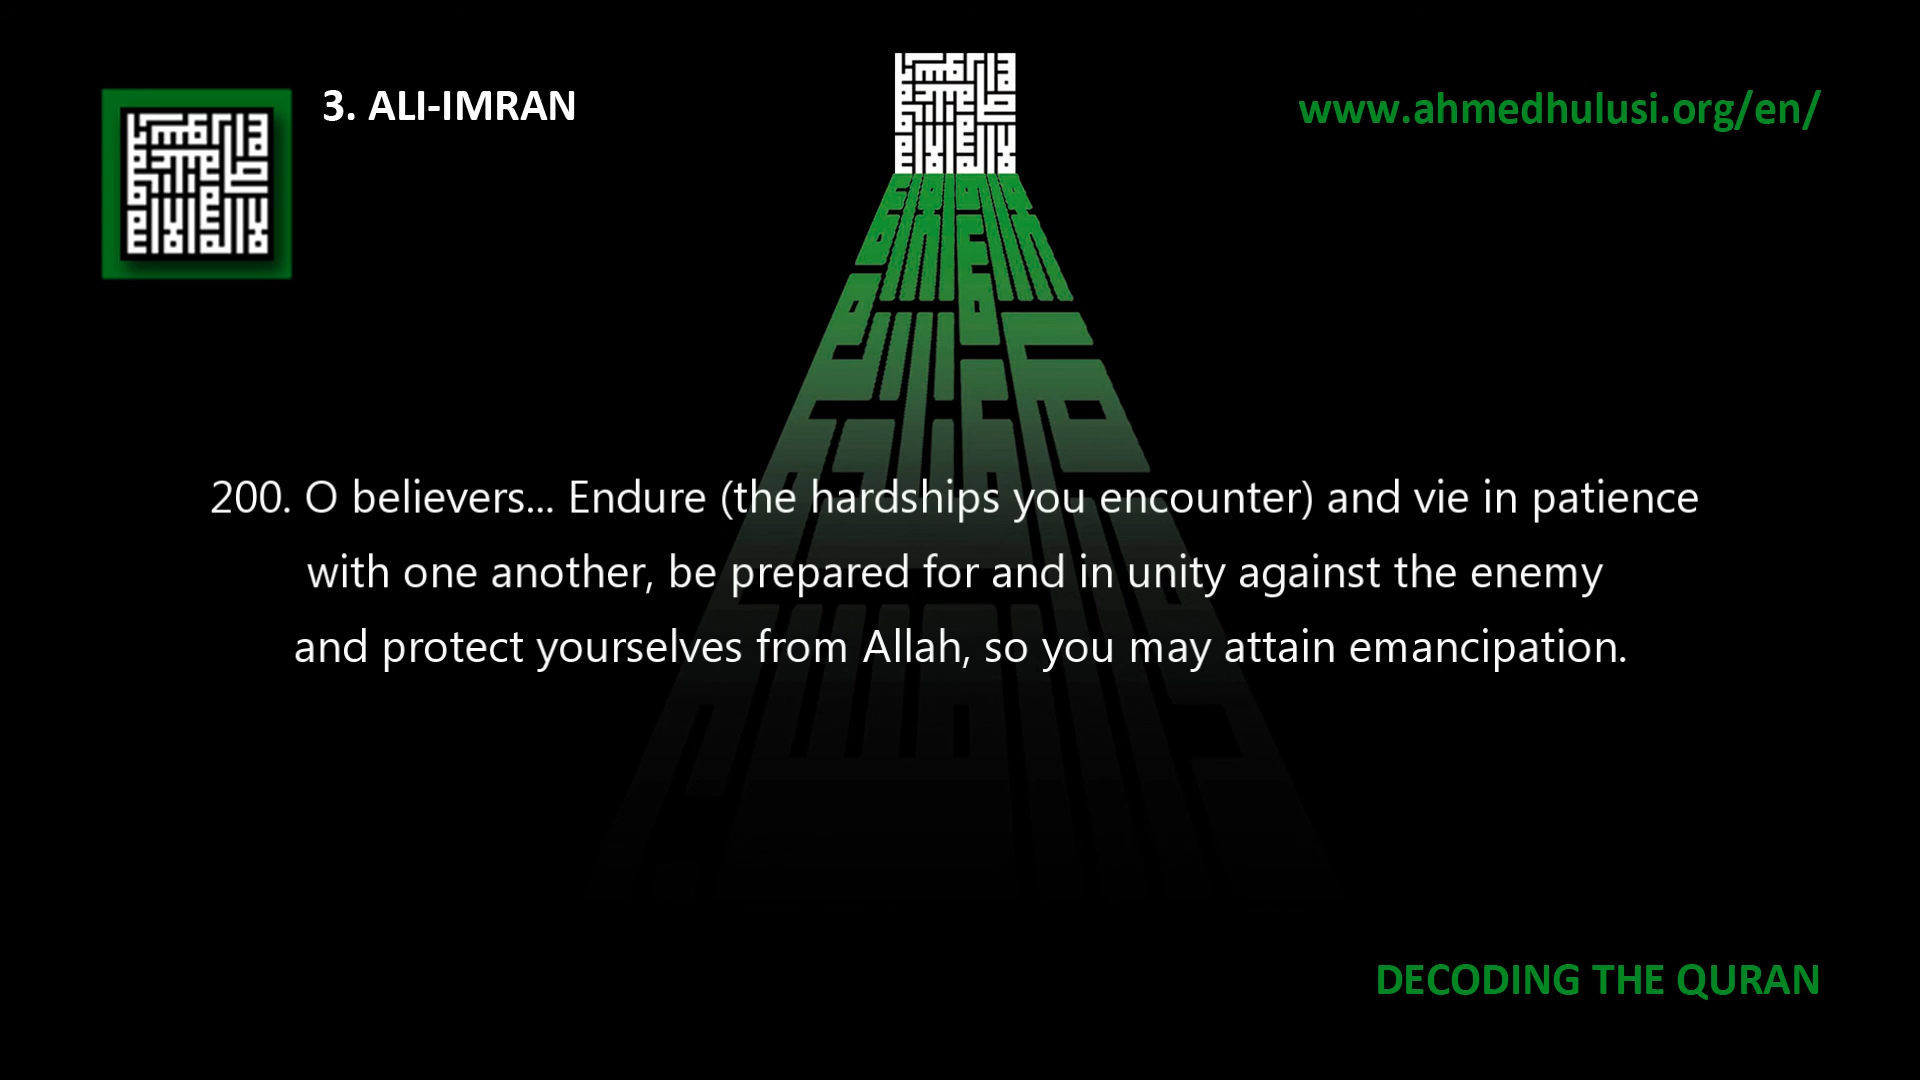 3. ALI-IMRAN
www.ahmedhulusi.org/en/
200. O believers... Endure (the hardships you encounter) and vie in patience
with one another, be prepared for and in unity against the enemy
and protect yourselves from Allah, so you may attain emancipation.
DECODING THE QURAN